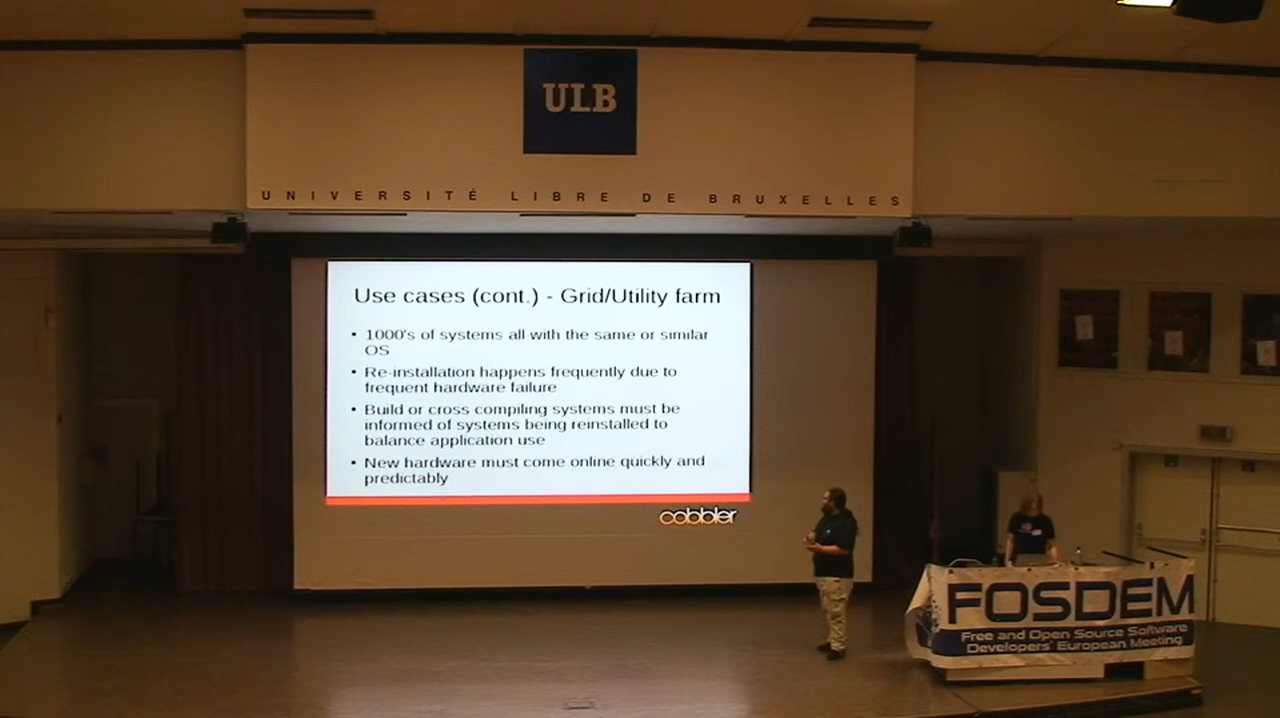 ULB
UNIVERSITÉ LIBRE DE BRUXELLES
Use cases (cont.) - Grid/Utility farm
• 1000's of systems all with the same or similar
OS
• Re-installation happens frequently due to
frequent hardware failure
• Build or cross compiling systems must be
informed of systems being reinstalled to
balance application use
• New hardware must come online quickly and
predictably
cobbler
FOSDEM
Free and Open Source Software
Developers' European Meeting